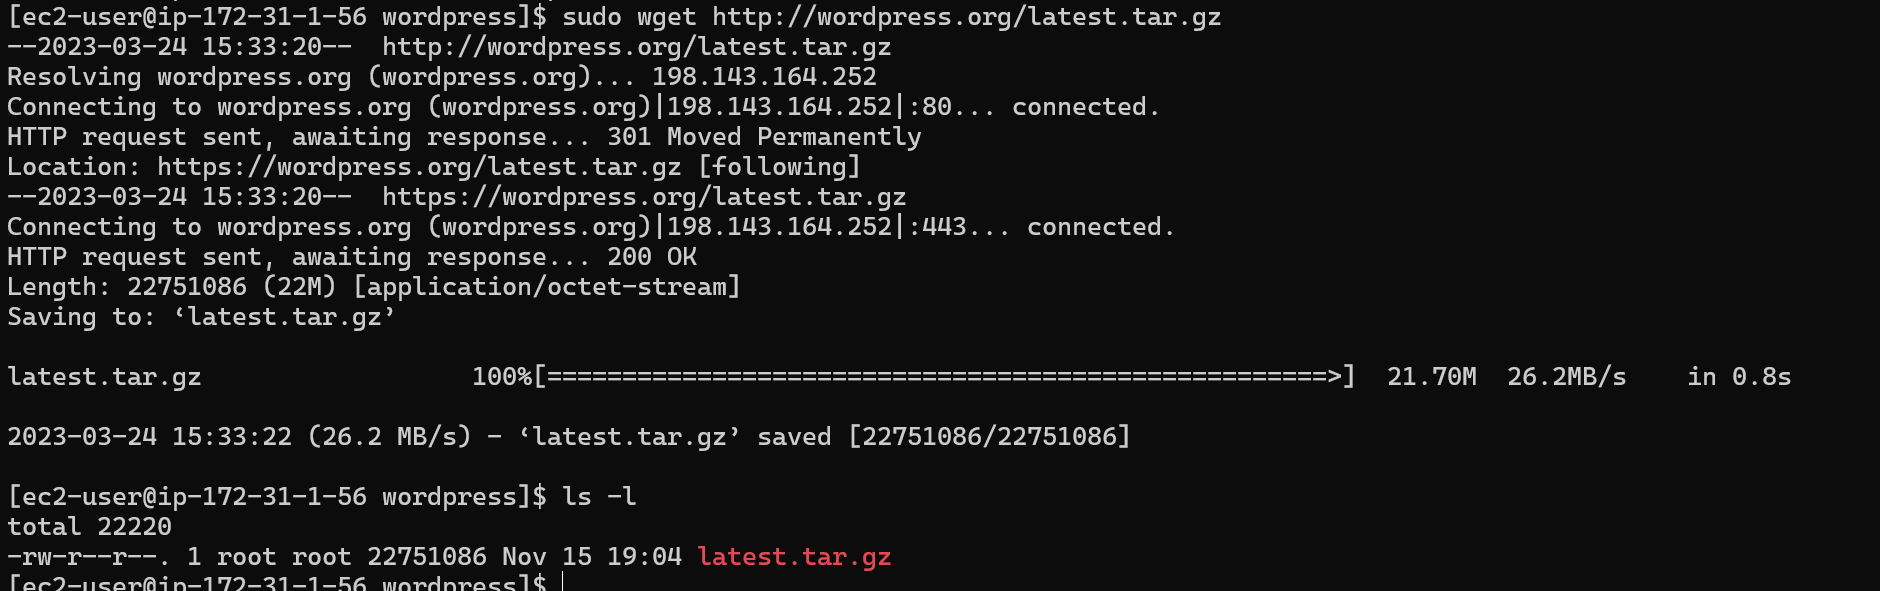 [ec2-user@ip-172-31-1-56 wordpress]$ sudo wget http://wordpress.org/latest.tar.gz
--2023-03-24 15:33:20--  http://wordpress.org/latest.tar.gz
Resolving wordpress.org (wordpress.org)... 198.143.164.252
Connecting to wordpress.org (wordpress.org)|198.143.164.252|:80... connected.
HTTP request sent, awaiting response... 301 Moved Permanently
Location: https://wordpress.org/latest.tar.gz [following]
--2023-03-24 15:33:20--  https://wordpress.org/latest.tar.gz
Connecting to wordpress.org (wordpress.org)|198.143.164.252|:443... connected.
HTTP request sent, awaiting response... 200 OK
Length: 22751086 (22M) [application/octet-stream]
Saving to: ‘latest.tar.gz’
latest.tar.gz                  100%[====================================================>]  21.70M  26.2MB/s    in 0.8s
2023-03-24 15:33:22 (26.2 MB/s) - ‘latest.tar.gz’ saved [22751086/22751086]
[ec2-user@ip-172-31-1-56 wordpress]$ ls -l
total 22220
-rw-r--r--. 1 root root 22751086 Nov 15 19:04 latest.tar.gz
[ec2-user@ip-172-31-1-56 wordpress]$